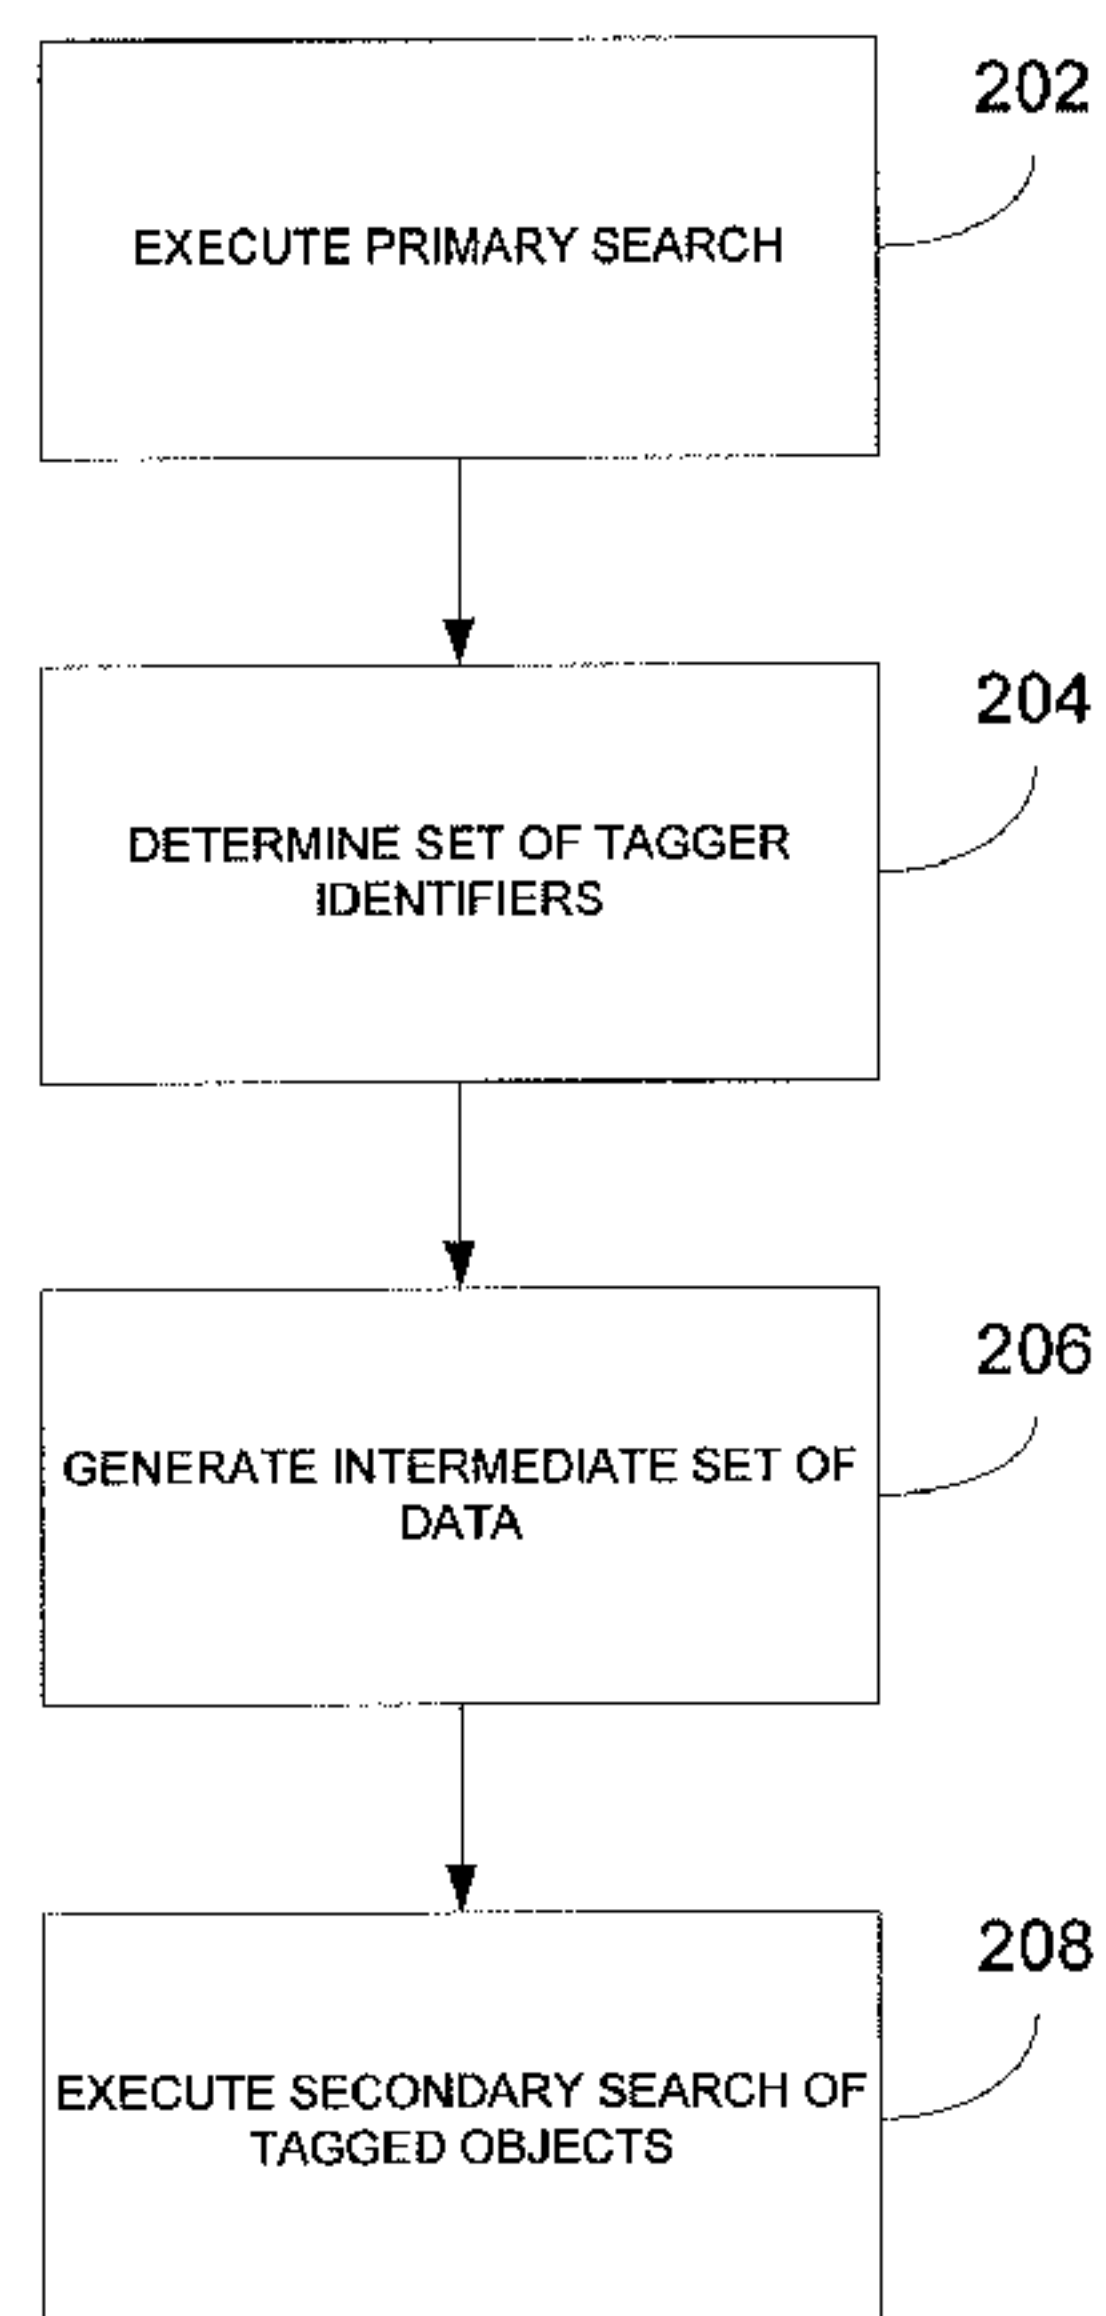 202
EXECUTE PRIMARY SEARCH
204
DETERMINE SET OF TAGGER
IDENTIFIERS
206
GENERATE INTERMEDIATE SET OF
DATA
208
EXECUTE SECONDARY SEARCH OF
TAGGED OBJECTS